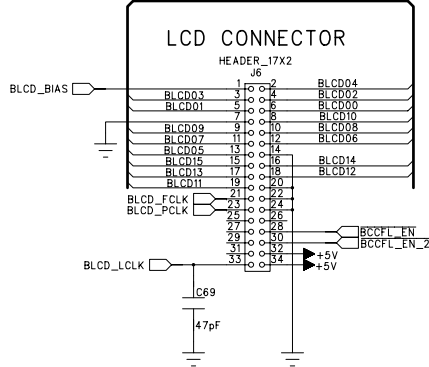 LCD CONNECTOR
HEADER_17X2
J6
BLCD_BIAS 1 2 BLCD04
BLCD03 3 4 BLCD02
BLCD01 5 6 BLCD00
7 8 BLCD10
BLCD09 9 10 BLCD08
BLCD07 11 12 BLCD06
BLCD05 13 14
BLCD15 15 16 BLCD14
BLCD13 17 18 BLCD12
BLCD11 19 20
BLCD_FCLK 21 22
BLCD_PCLK 23 24
25 26
27 28 BCCFL_EN
29 30 BCCFL_EN_2
31 32 +5V
BLCD_LCLK 33 34 +5V
C69
47pF